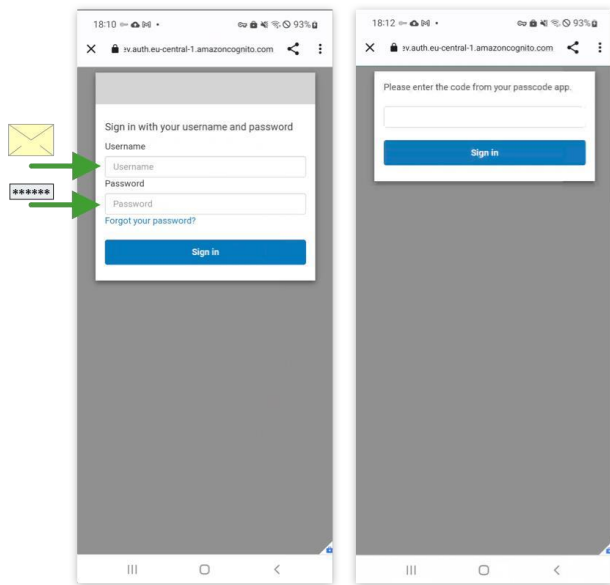 18:10
93%
ev.auth.eu-central-1.amazoncognito.com
Sign in with your username and password
Username
Username
Password
Password
Forgot your password?
Sign in
******
18:12
93%
ev.auth.eu-central-1.amazoncognito.com
Please enter the code from your passcode app.
Sign in